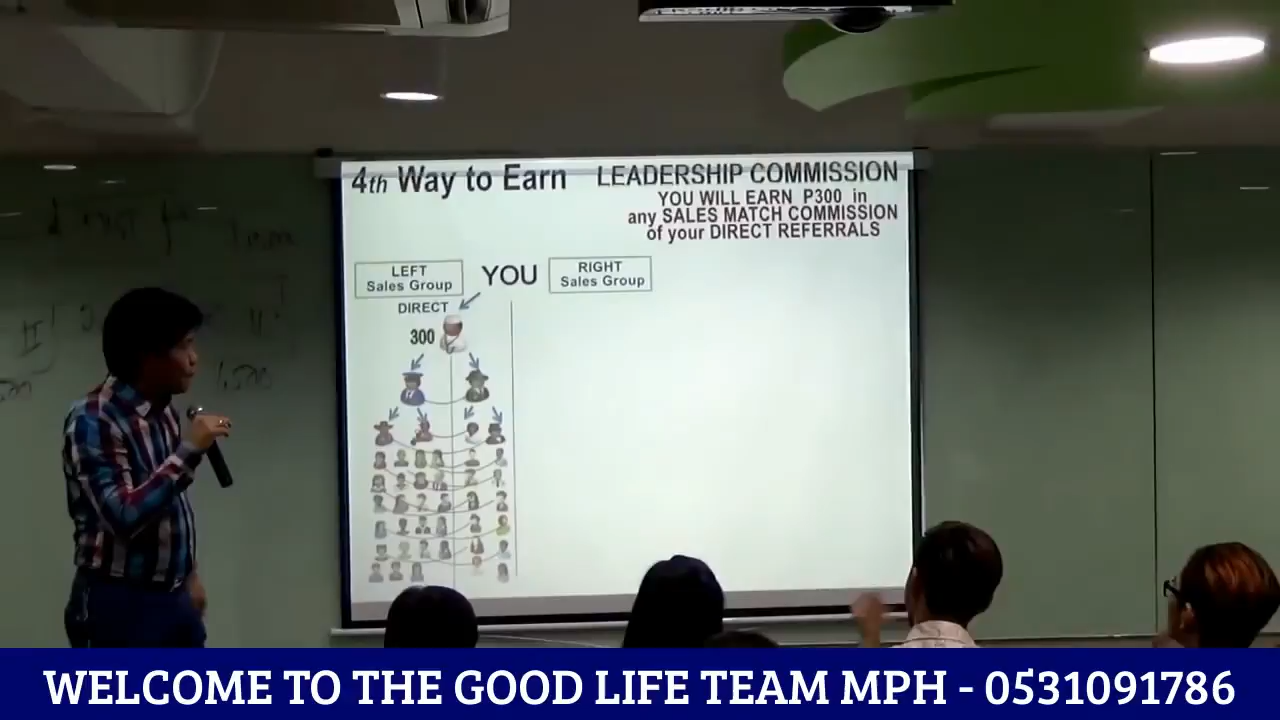 4th Way to Earn
LEADERSHIP COMMISSION
YOU WILL EARN P300 in
any SALES MATCH COMMISSION
of your DIRECT REFERRALS
LEFT
Sales Group
YOU
RIGHT
Sales Group
DIRECT
300
WELCOME TO THE GOOD LIFE TEAM MPH - 0531091786